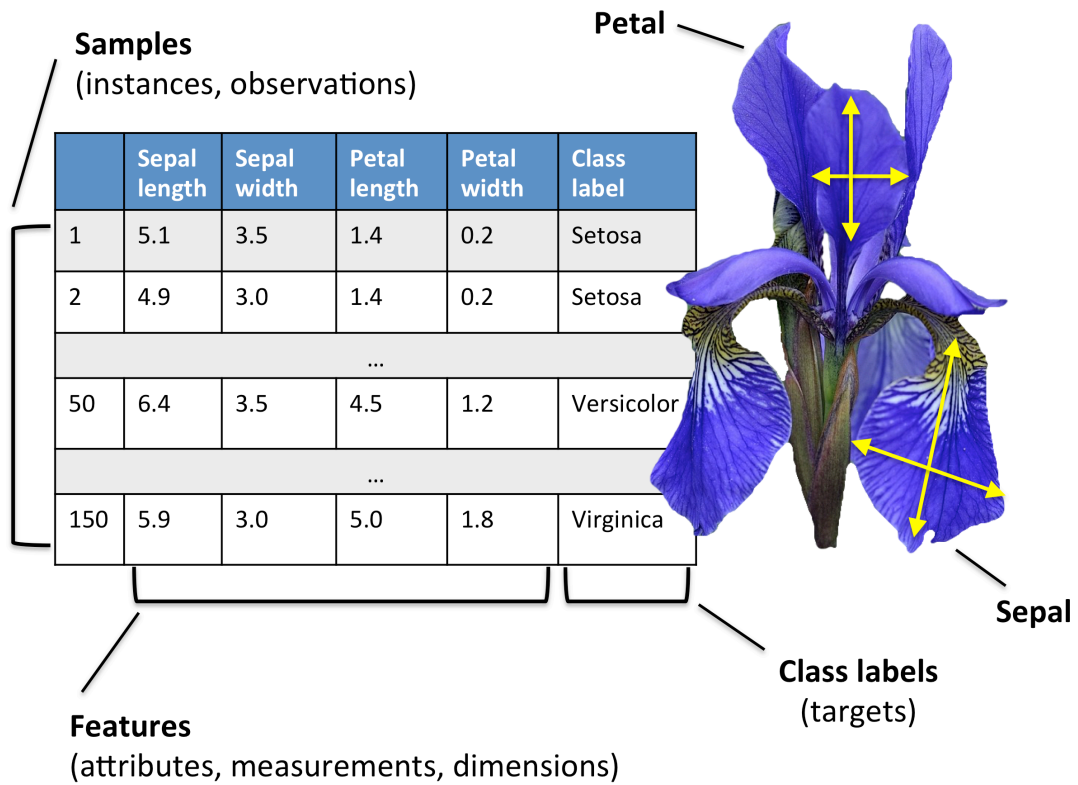 Petal
Samples
(instances, observations)
Sepal length Sepal width Petal length Petal width Class label
1 5.1 3.5 1.4 0.2 Setosa
2 4.9 3.0 1.4 0.2 Setosa
...
50 6.4 3.5 4.5 1.2 Versicolor
...
150 5.9 3.0 5.0 1.8 Virginica
Sepal
Class labels
(targets)
Features
(attributes, measurements, dimensions)